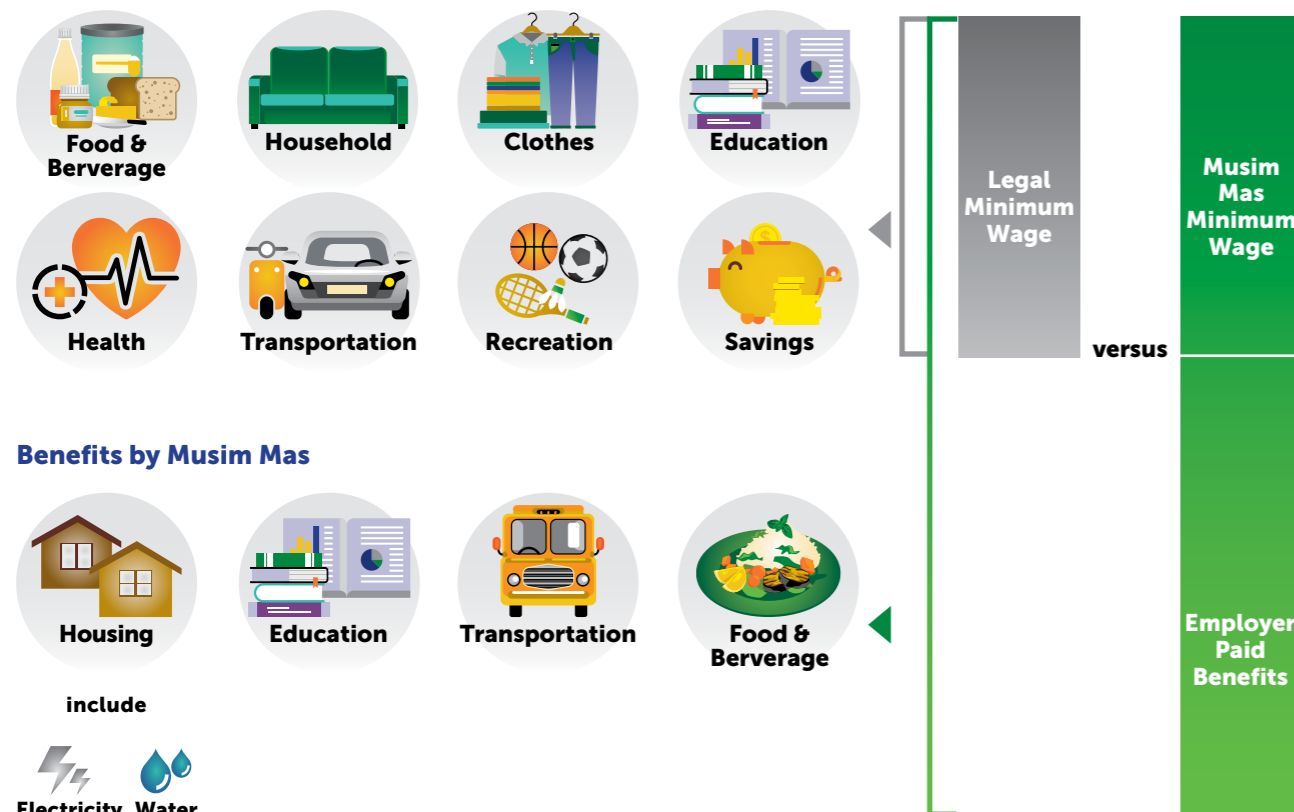 Food &
Berverage
Household
Clothes
Education
Health
Transportation
Recreation
Savings
Legal
Minimum
Wage
versus
Musim
Mas
Minimum
Wage
Benefits by Musim Mas
Housing
Education
Transportation
Food &
Berverage
include
Electricity Water
Employer
Paid
Benefits